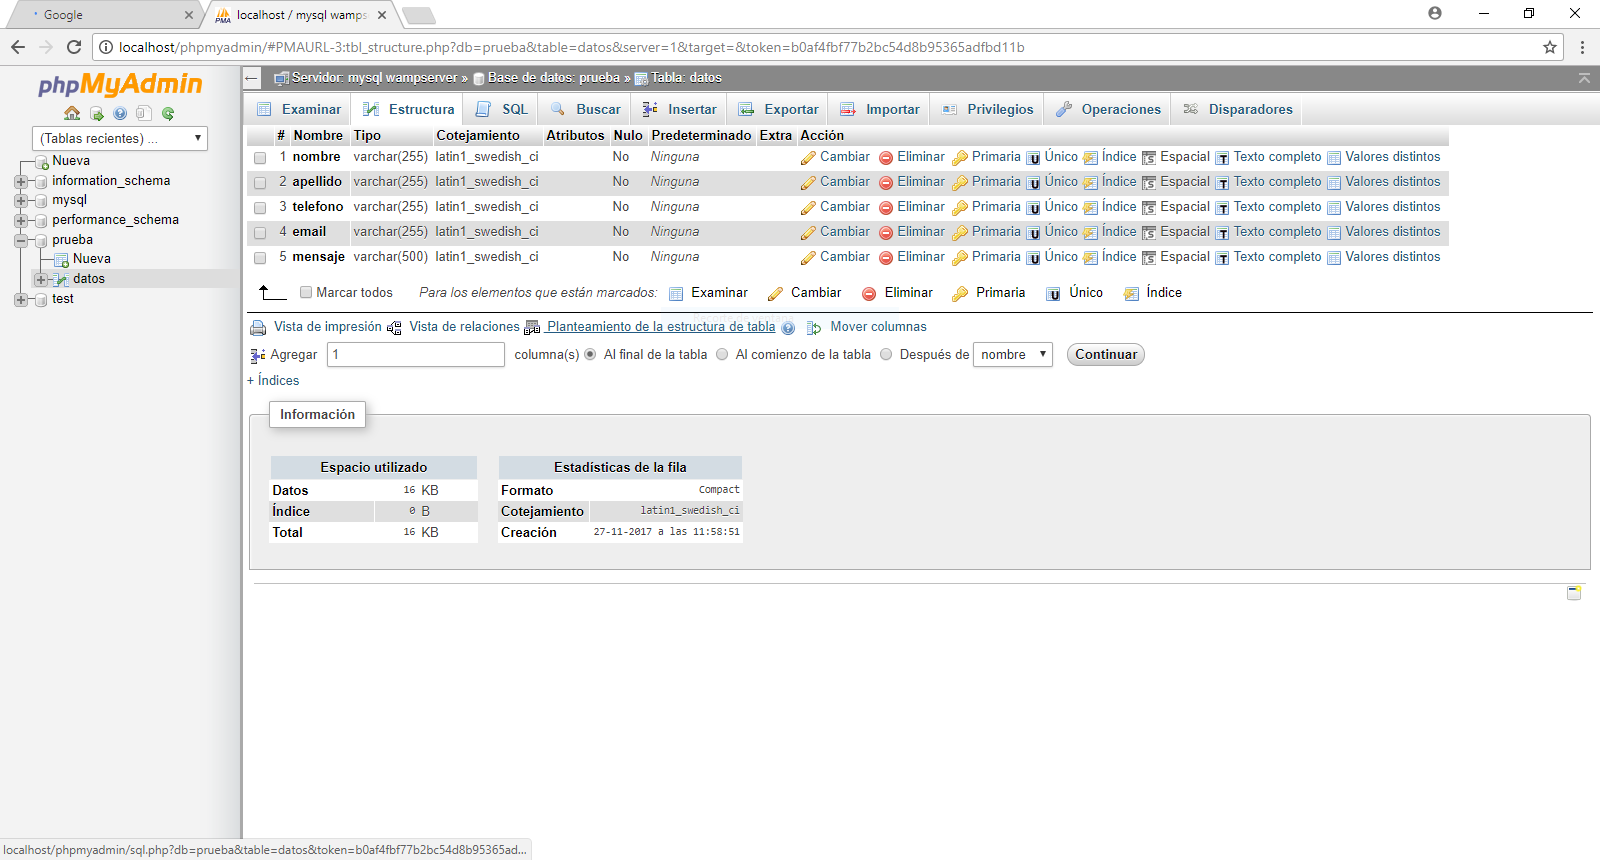 Google
localhost / mysql wamps
localhost/phpmyadmin/#PMAURL-3:tbl_structure.php?db=prueba&table=datos&server=1&target=&token=b0af4fbf77b2bc54d8b95365adfbd11b
phpMyAdmin
(Tablas recientes) ...
Nueva
information_schema
mysql
performance_schema
prueba
Nueva
datos
test
Servidor: mysql wampserver » Base de datos: prueba » Tabla: datos
Examinar Estructura SQL Buscar Insertar Exportar Importar Privilegios Operaciones Disparadores
# Nombre Tipo Cotejamiento Atributos Nulo Predeterminado Extra Acción
1 nombre varchar(255) latin1_swedish_ci No Ninguna Cambiar Eliminar Primaria Único Índice Espacial Texto completo Valores distintos
2 apellido varchar(255) latin1_swedish_ci No Ninguna Cambiar Eliminar Primaria Único Índice Espacial Texto completo Valores distintos
3 telefono varchar(255) latin1_swedish_ci No Ninguna Cambiar Eliminar Primaria Único Índice Espacial Texto completo Valores distintos
4 email varchar(255) latin1_swedish_ci No Ninguna Cambiar Eliminar Primaria Único Índice Espacial Texto completo Valores distintos
5 mensaje varchar(500) latin1_swedish_ci No Ninguna Cambiar Eliminar Primaria Único Índice Espacial Texto completo Valores distintos
Marcar todos Para los elementos que están marcados: Examinar Cambiar Eliminar Primaria Único Índice
Vista de impresión Vista de relaciones Planteamiento de la estructura de tabla Mover columnas
Agregar 1 columna(s) Al final de la tabla Al comienzo de la tabla Después de nombre Continuar
+ Índices
Información
Espacio utilizado
Datos 16 KB
Índice 0 B
Total 16 KB
Estadísticas de la fila
Formato Compact
Cotejamiento latin1_swedish_ci
Creación 27-11-2017 a las 11:58:51
localhost/phpmyadmin/sql.php?db=prueba&table=datos&token=b0af4fbf77b2bc54d8b95365ad...